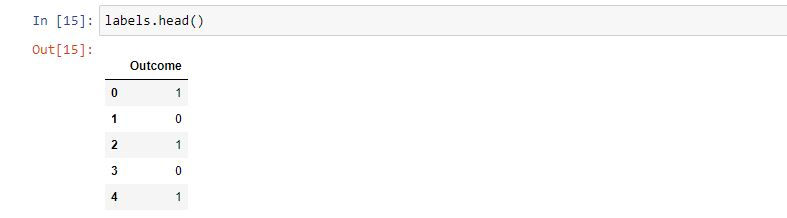 In [15]: labels.head()
Out[15]:
Outcome
0 1
1 0
2 1
3 0
4 1